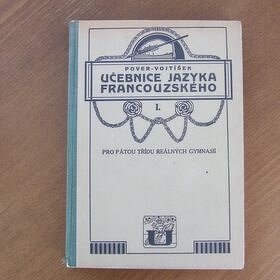 POVER-VOJTÍŠEK
UČEBNICE JAZYKA
FRANCOUZSKÉHO
I.
PRO PÁTOU TŘÍDU REÁLNÝCH GYMNASIÍ
U